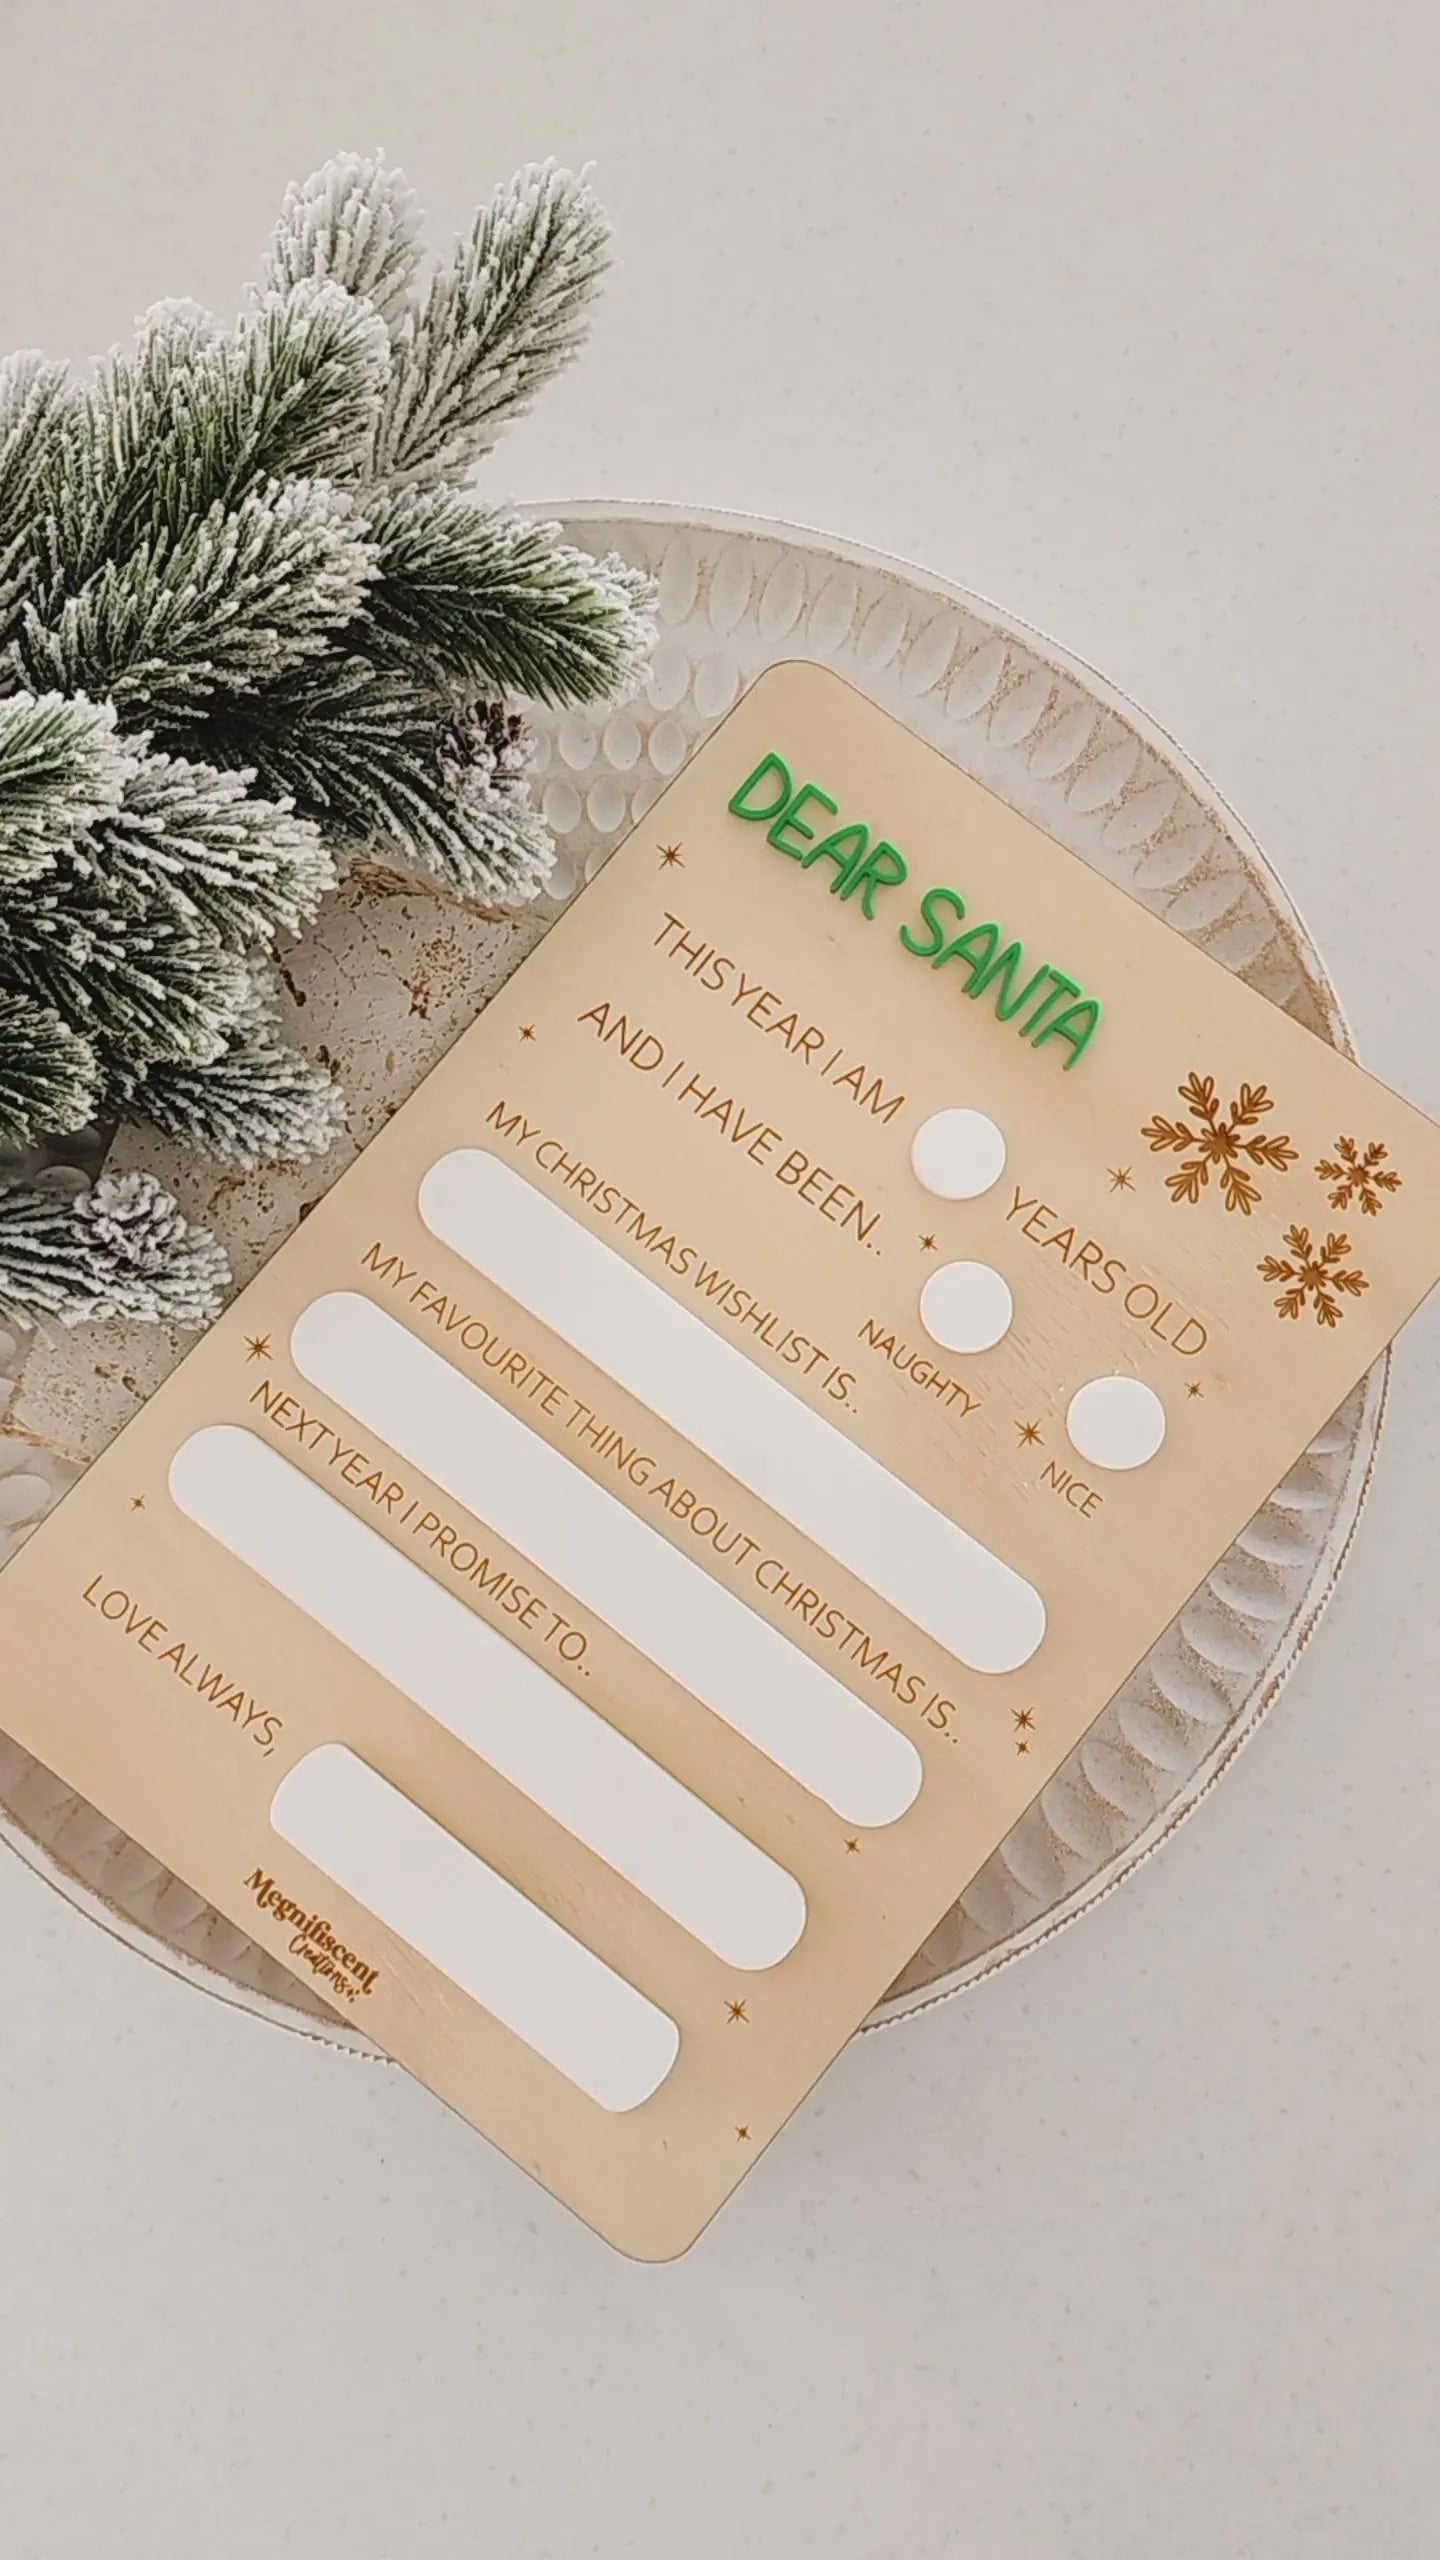 DEAR SANTA
THIS YEAR I AM YEARS OLD
AND I HAVE BEEN..
NAUGHTY NICE
MY CHRISTMAS WISHLIST IS..
MY FAVOURITE THING ABOUT CHRISTMAS IS..
NEXT YEAR I PROMISE TO..
LOVE ALWAYS,
Megnifiscent
Creations